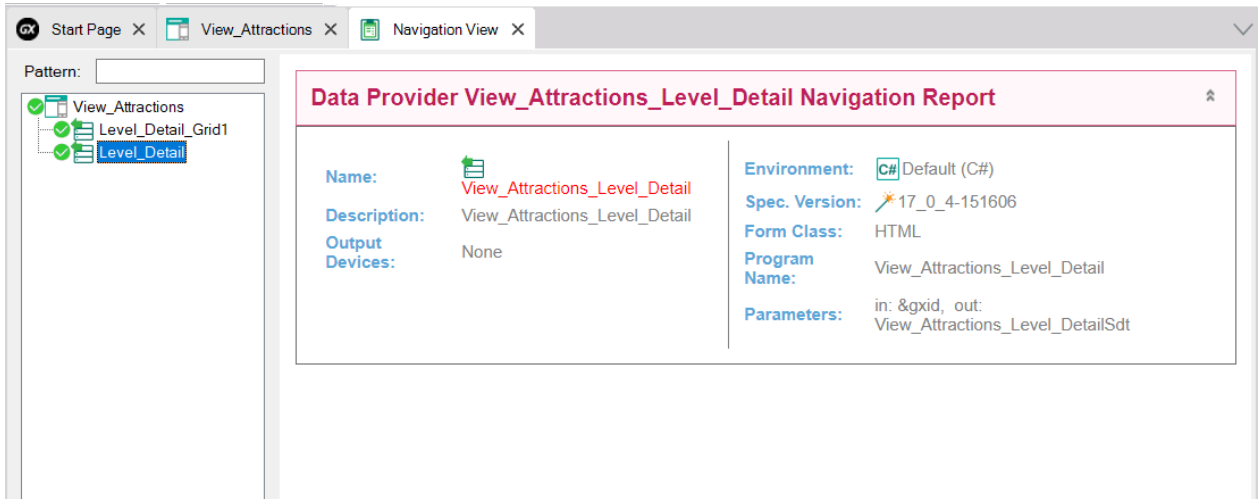 GX Start Page X View_Attractions X Navigation View X
Pattern:
View_Attractions
Level_Detail_Grid1
Level_Detail
Data Provider View_Attractions_Level_Detail Navigation Report
Name: View_Attractions_Level_Detail
Description: View_Attractions_Level_Detail
Output
Devices: None
Environment: C# Default (C#)
Spec. Version: 17_0_4-151606
Form Class: HTML
Program
Name: View_Attractions_Level_Detail
Parameters: in: &gxid, out:
View_Attractions_Level_DetailSdt